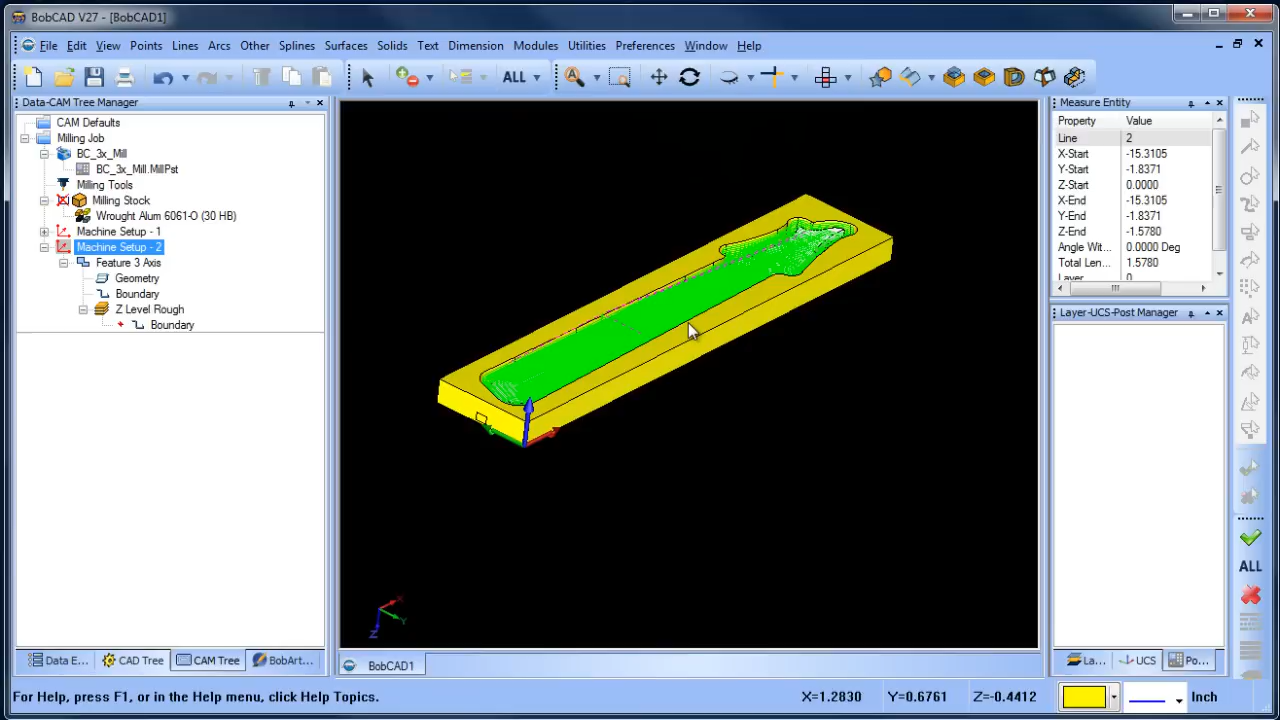 BobCAD V27 - [BobCAD1]
File Edit View Points Lines Arcs Other Splines Surfaces Solids Text Dimension Modules Utilities Preferences Window Help
ALL
Data-CAM Tree Manager
CAM Defaults
Milling Job
BC_3x_Mill
BC_3x_Mill.MillPst
Milling Tools
Milling Stock
Wrought Alum 6061-O (30 HB)
Machine Setup - 1
Machine Setup - 2
Feature 3 Axis
Geometry
Boundary
Z Level Rough
Boundary
Data E... CAD Tree CAM Tree BobArt...
X
Y
Z
BobCAD1
Measure Entity
Property Value
Line 2
X-Start -15.3105
Y-Start -1.8371
Z-Start 0.0000
X-End -15.3105
Y-End -1.8371
Z-End -1.5780
Angle Wit... 0.0000 Deg
Total Len... 1.5780
Layer 0
Layer-UCS-Post Manager
La... UCS Po...
ALL
For Help, press F1, or in the Help menu, click Help Topics.
X=1.2830 Y=0.6761 Z=-0.4412 Inch